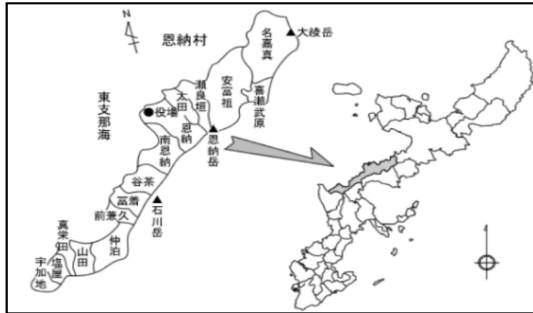 N
恩納村
名嘉真
大綾岳
安富祖
喜瀬武原
瀬良垣
太田
恩納
役場
恩納岳
東支那海
南恩納
谷茶
冨着
前兼久
石川岳
仲泊
真栄田
山田
塩屋
宇加地